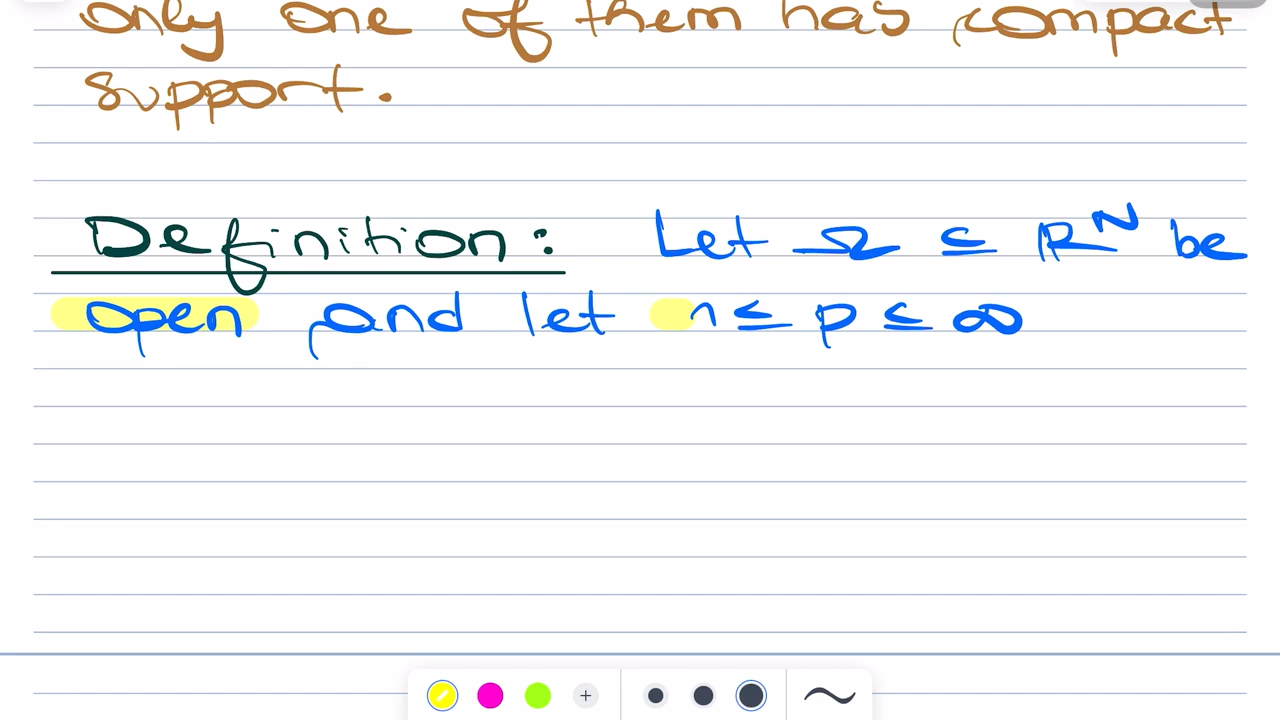 only one of them has compact
support.
Definition: Let Ω ⊆ ℝᴺ be
open and let 1 ≤ p ≤ ∞